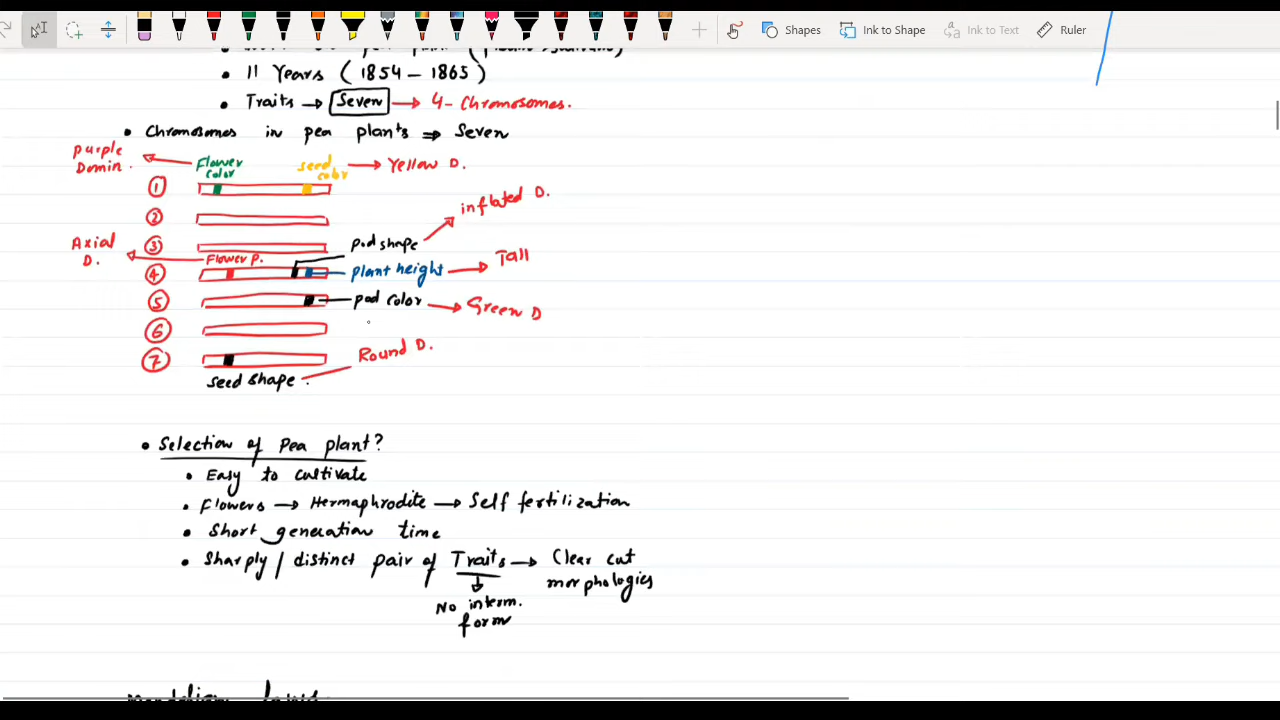 Shapes
Ink to Shape
Ink to Text
Ruler
• 11 Years (1854 – 1865)
• Traits → Seven → 4- Chromosomes.
• Chromosomes in pea plants ⇒ Seven
Purple Domin.
Flower color
seed color → Yellow D.
①
②
③
④
⑤
⑥
⑦
inflated D.
pod shape
Axial D.
Flower P.
plant height → Tall
pod color → Green D
Round D.
seed shape
• Selection of Pea plant?
• Easy to cultivate
• Flowers → Hermaphrodite → Self fertilization
• Short generation time
• Sharply / distinct pair of Traits → Clear cut morphologies
No interm. form